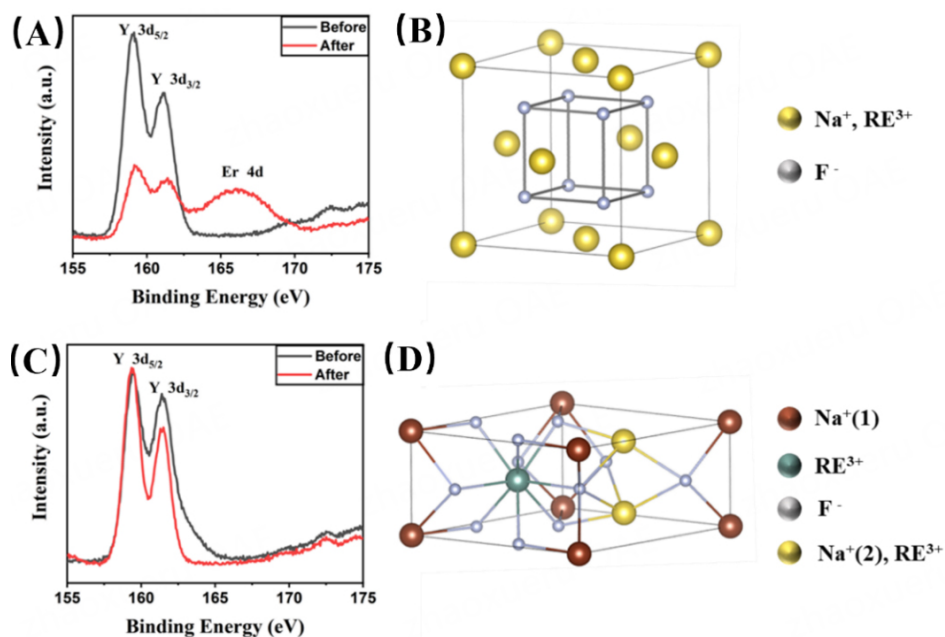 (A)
Y 3d5/2
Y 3d3/2
Er 4d
Before
After
Intensity (a.u.)
155 160 165 170 175
Binding Energy (eV)
(B)
Na⁺, RE³⁺
F⁻
(C)
Y 3d5/2
Y 3d3/2
Before
After
Intensity (a.u.)
155 160 165 170 175
Binding Energy (eV)
(D)
Na⁺(1)
RE³⁺
F⁻
Na⁺(2), RE³⁺